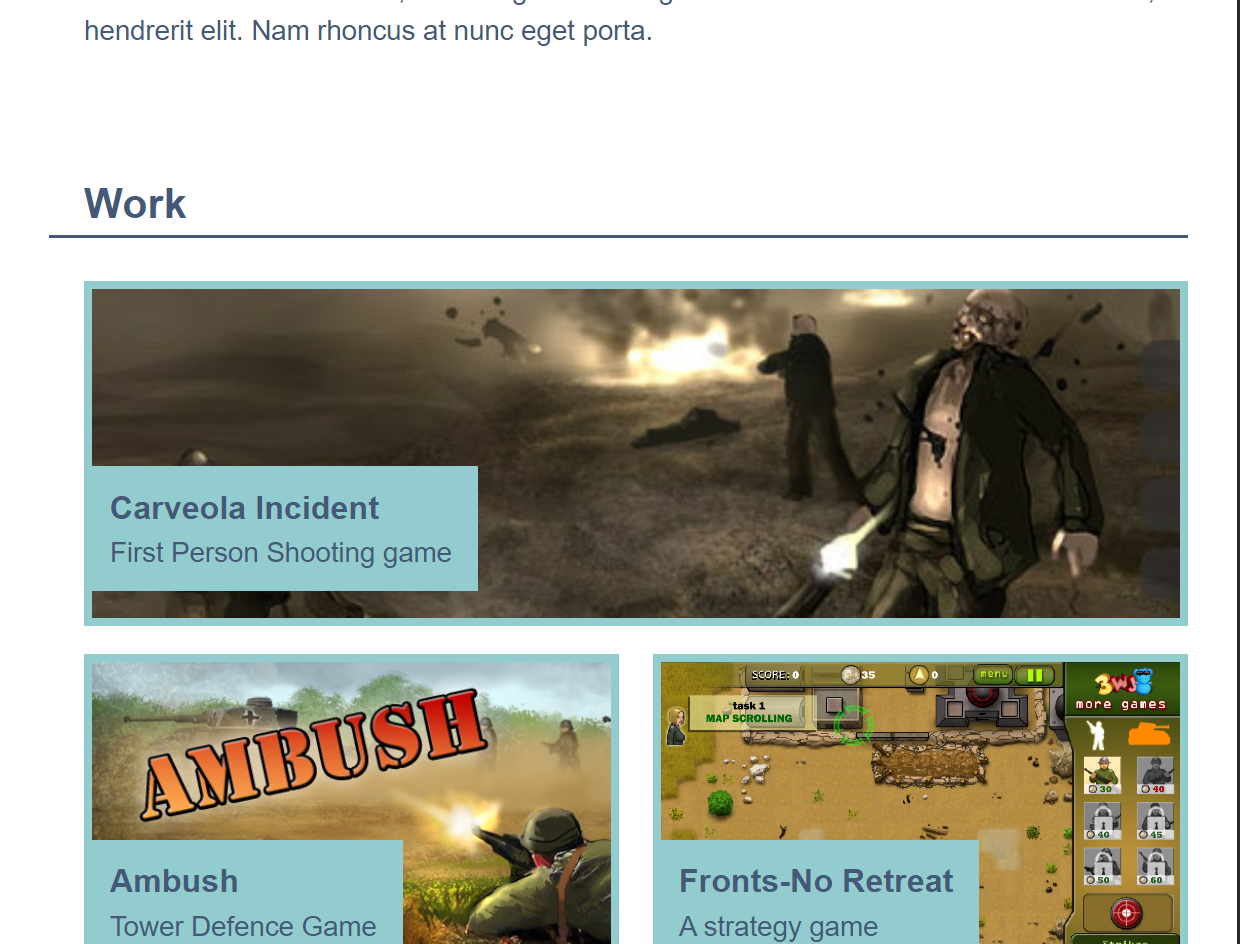 hendrerit elit. Nam rhoncus at nunc eget porta.
Work
Carveola Incident
First Person Shooting game
AMBUSH
Ambush
Tower Defence Game
SCORE: 0
35
0
menu
task 1
MAP SCROLLING
3WJ
more games
30
40
40
45
50
60
Fronts-No Retreat
A strategy game